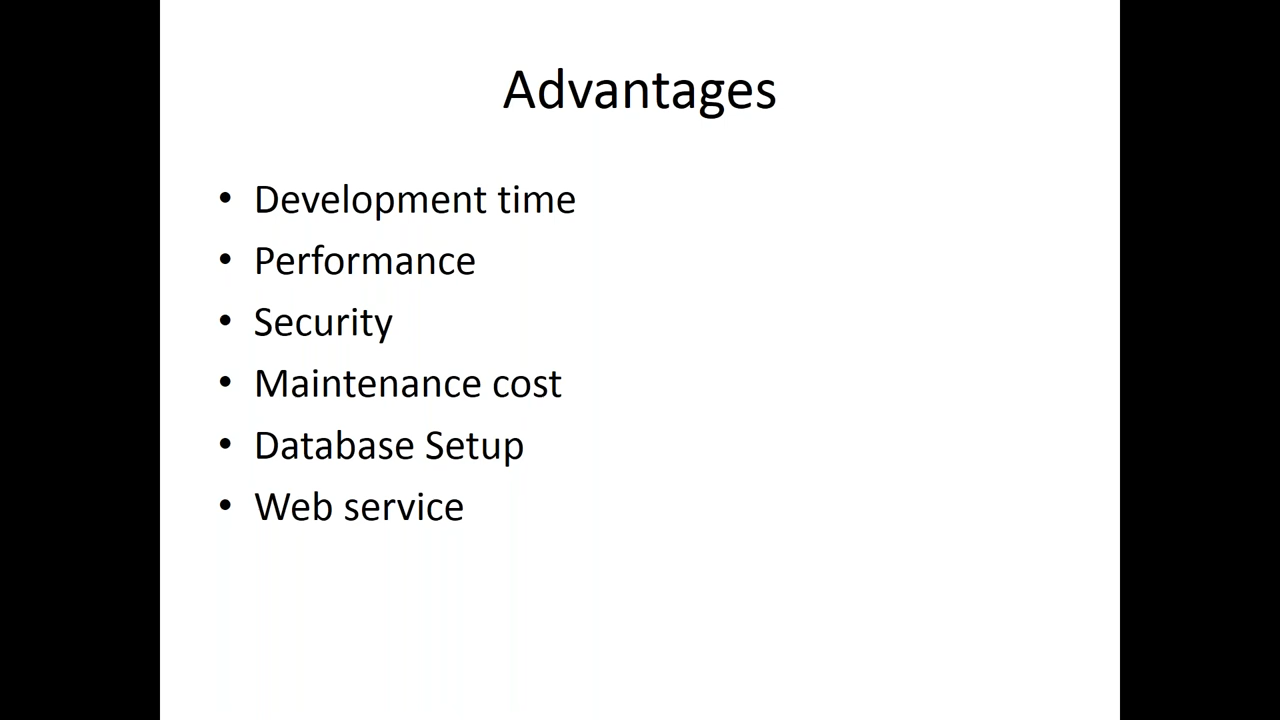 Advantages
• Development time
• Performance
• Security
• Maintenance cost
• Database Setup
• Web service